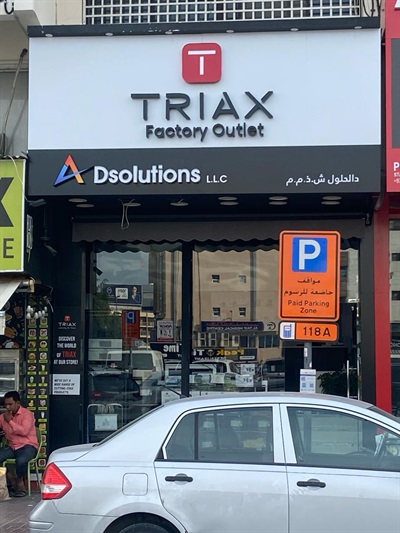 T
TRIAX
Factory Outlet
Dsolutions LLC
دالحلول ش.ذ.م.م
P
مواقف
خاضعة للرسوم
Paid Parking
Zone
118A
TRIAX
DISCOVER
THE WORLD
of TRIAX
AT OUR STORE!